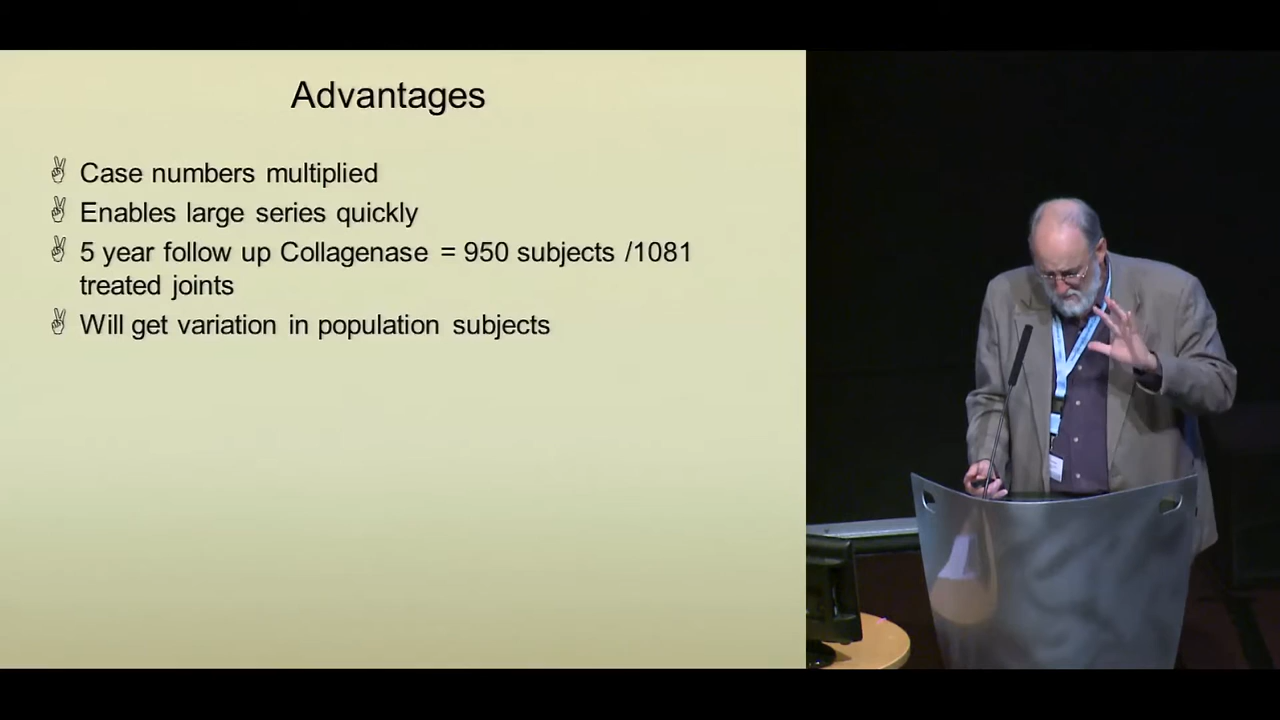 Advantages
Case numbers multiplied
Enables large series quickly
5 year follow up Collagenase = 950 subjects /1081
treated joints
Will get variation in population subjects